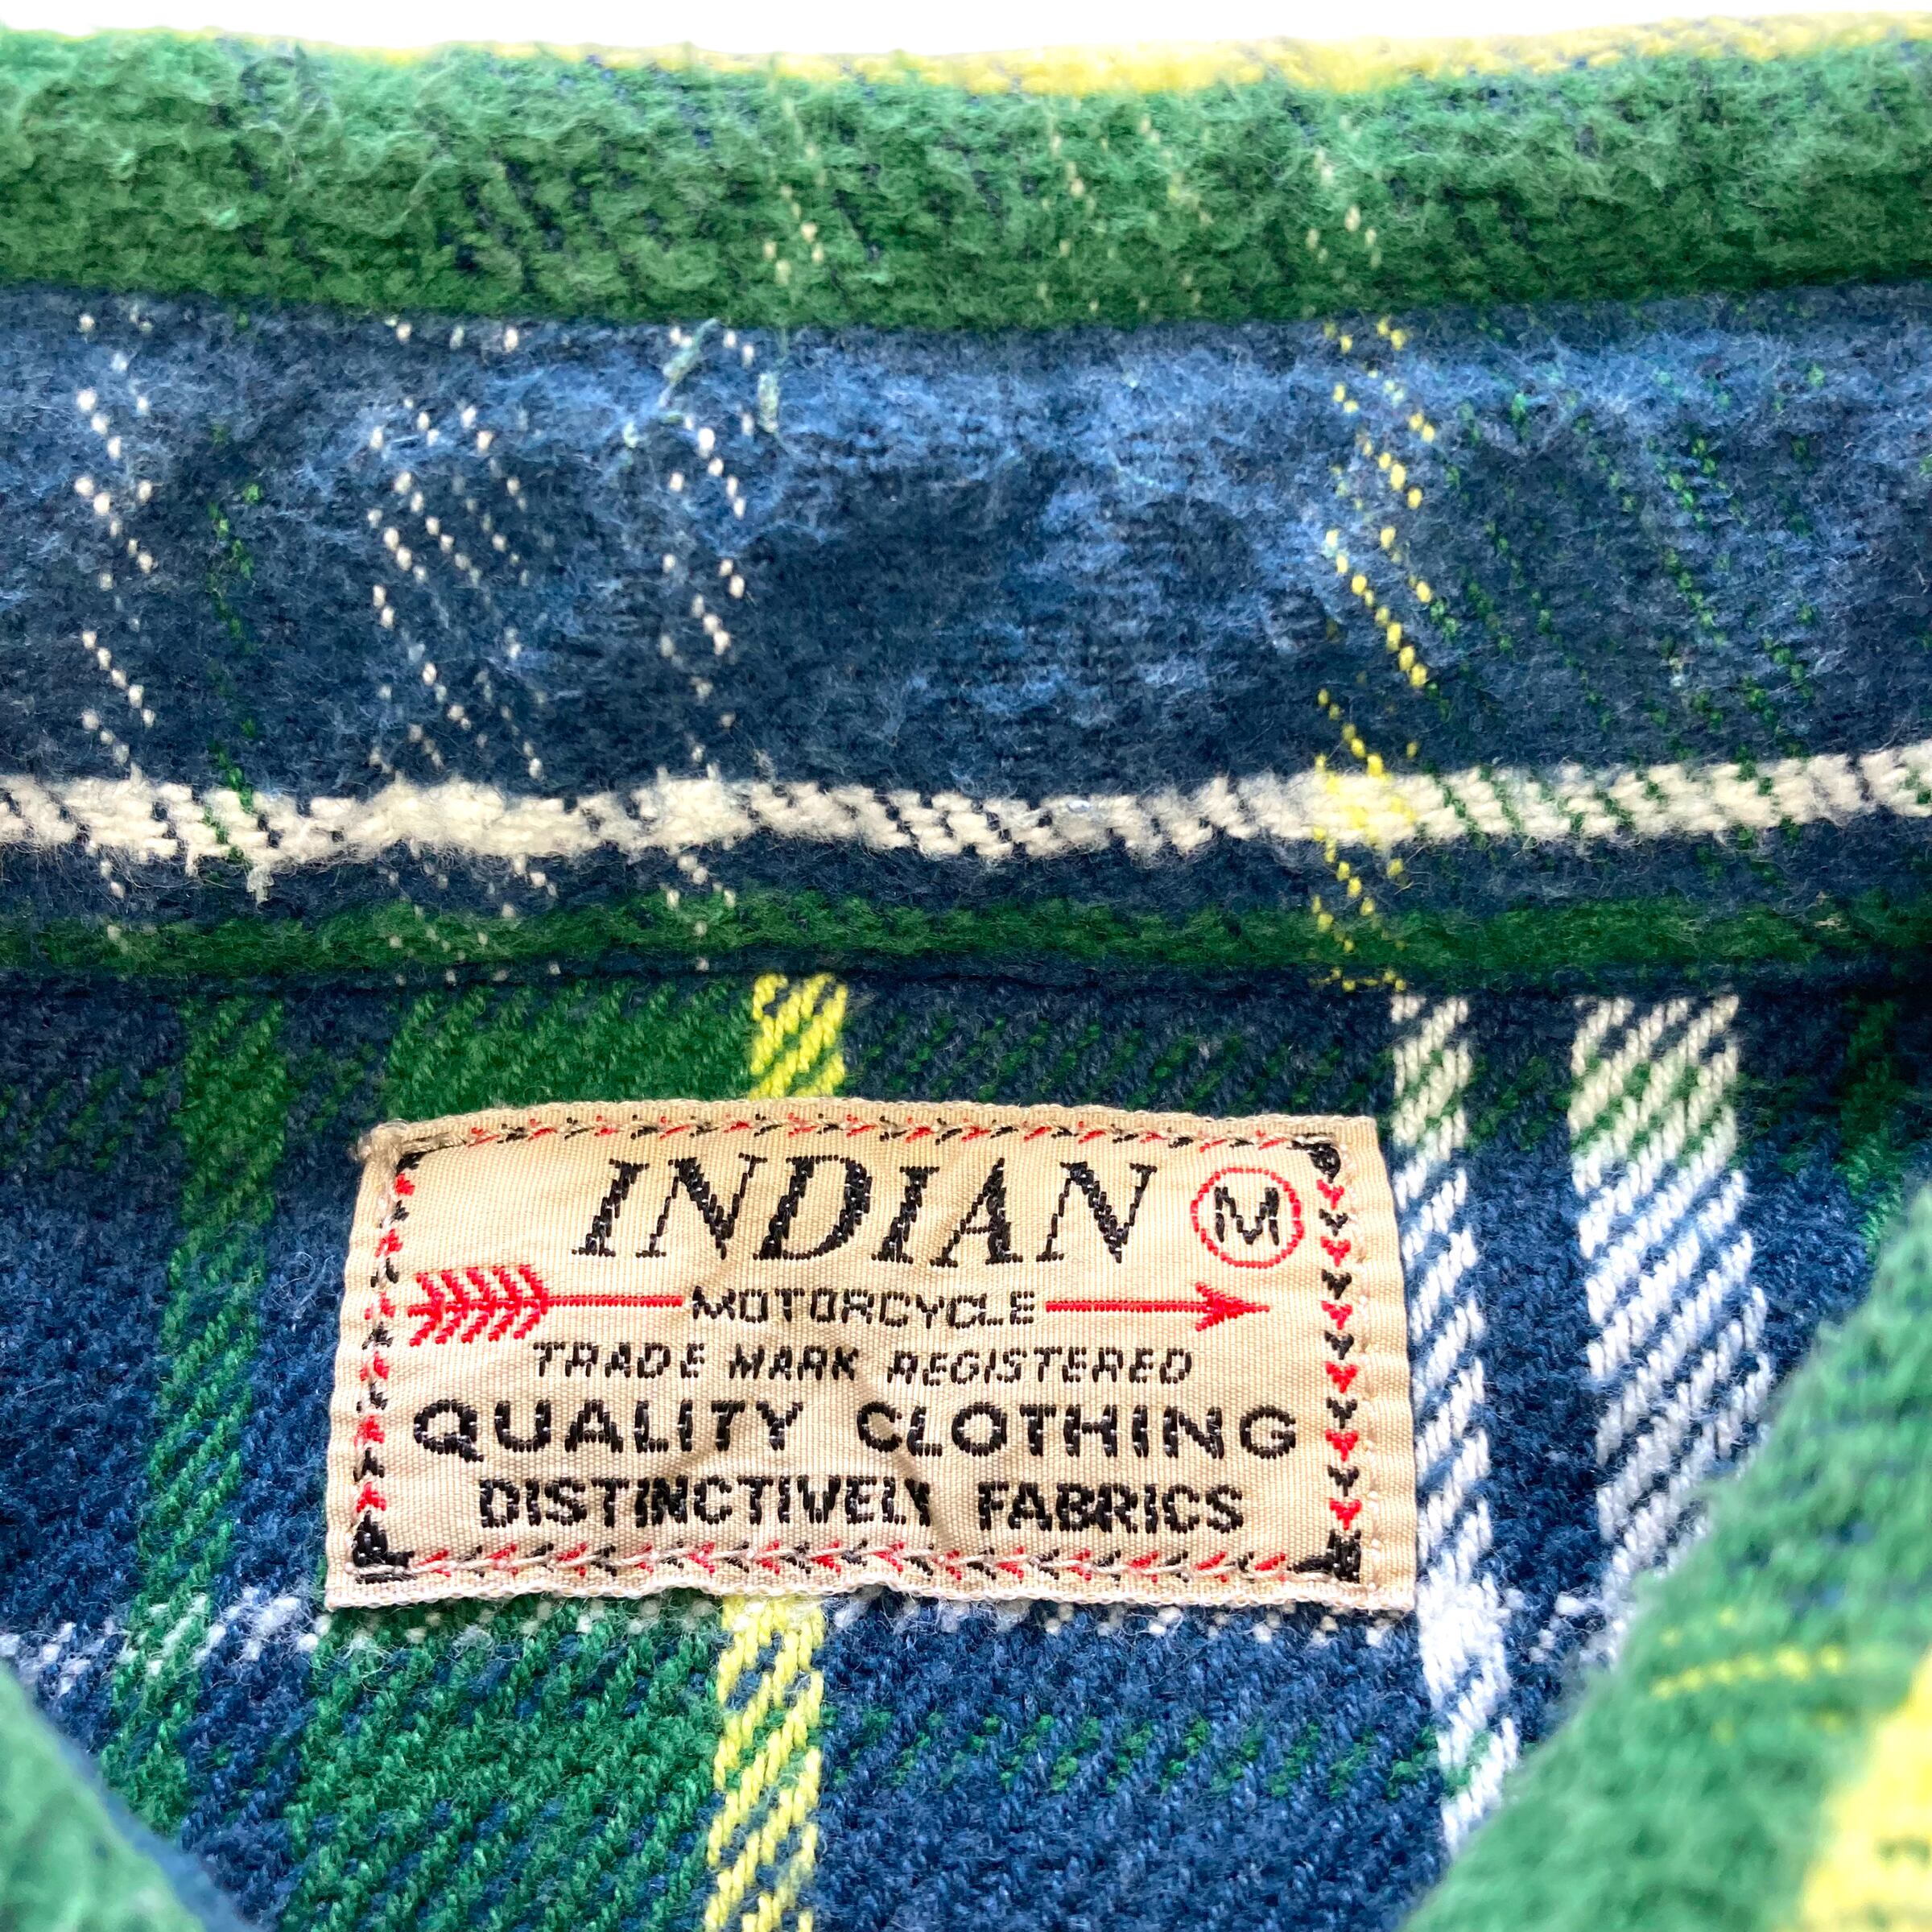 INDIAN M
MOTORCYCLE
TRADE MARK REGISTERED
QUALITY CLOTHING
DISTINCTIVELY FABRICS